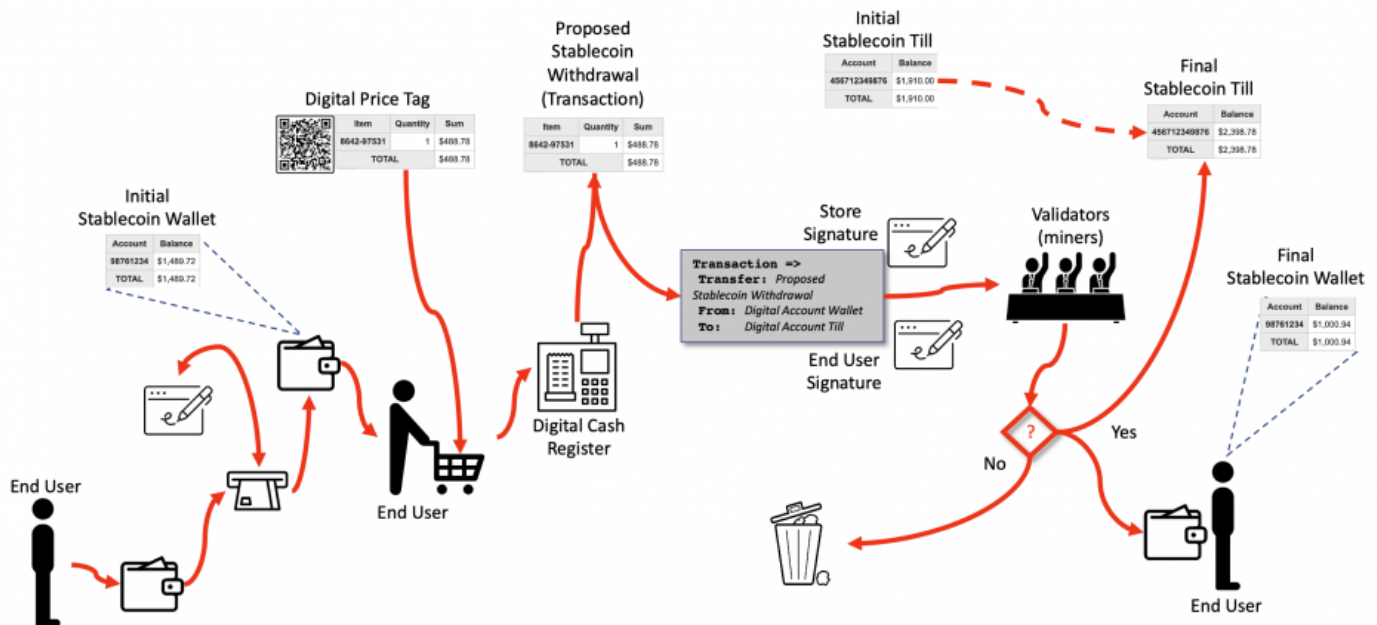 Proposed
Stablecoin
Withdrawal
(Transaction)
Item Quantity Sum
8642-97531 1 $488.78
TOTAL $488.78
Initial
Stablecoin Till
Account Balance
456712349876 $1,910.00
TOTAL $1,910.00
Final
Stablecoin Till
Account Balance
456712349876 $2,398.78
TOTAL $2,398.78
Digital Price Tag
Item Quantity Sum
8642-97531 1 $488.78
TOTAL $488.78
Initial
Stablecoin Wallet
Account Balance
98761234 $1,489.72
TOTAL $1,489.72
Store
Signature
Validators
(miners)
Transaction =>
Transfer: Proposed
Stablecoin Withdrawal
From: Digital Account Wallet
To: Digital Account Till
End User
Signature
Final
Stablecoin Wallet
Account Balance
98761234 $1,000.94
TOTAL $1,000.94
Digital Cash
Register
?
Yes
No
End User
End User
End User